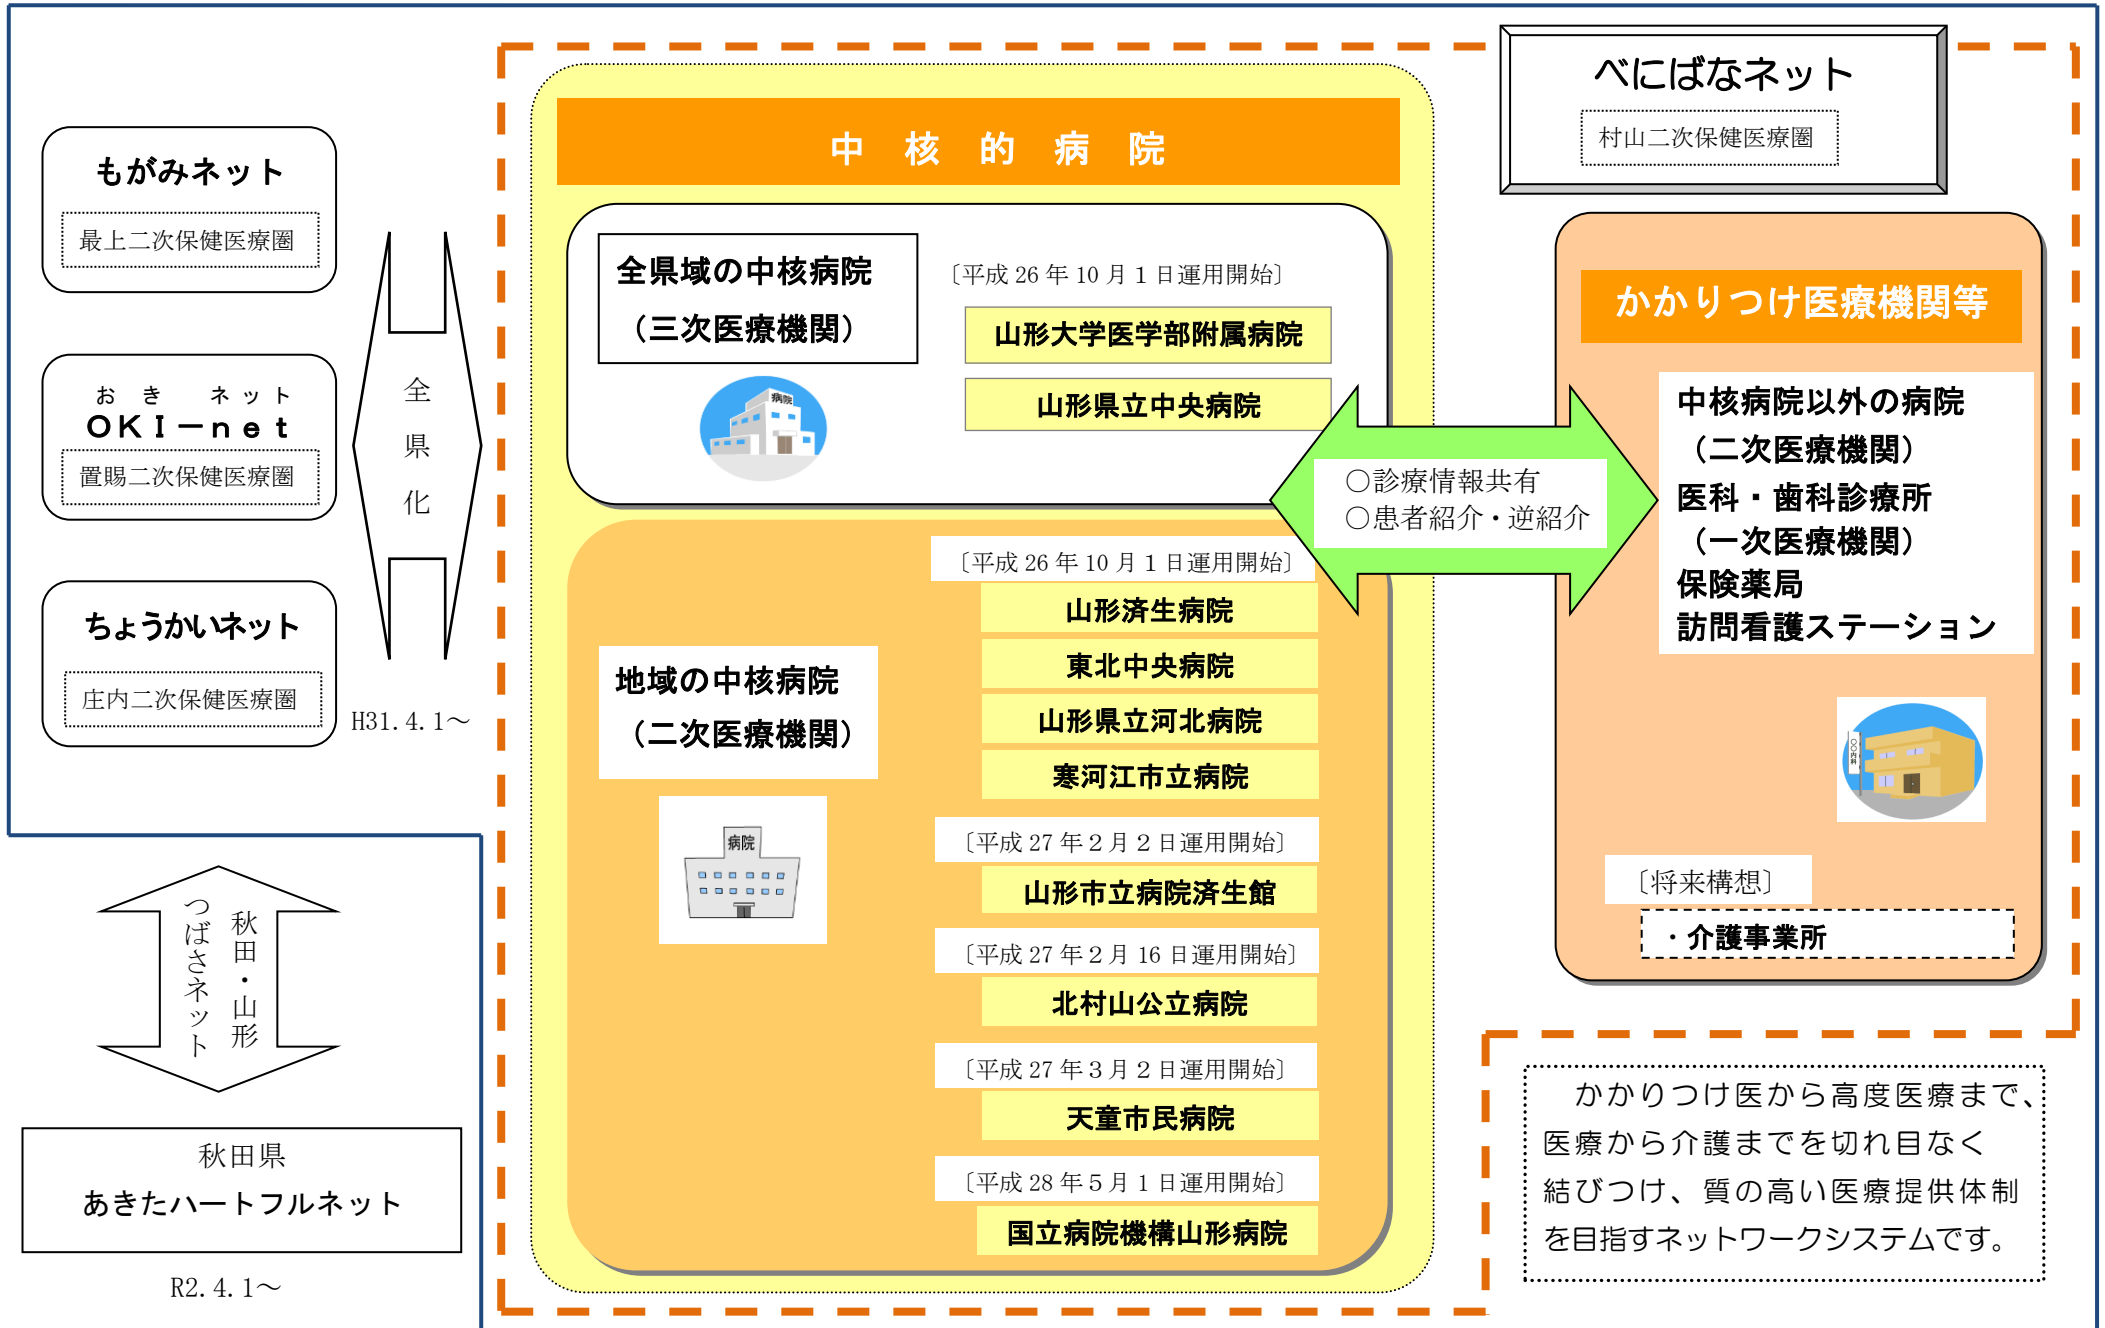 もがみネット
最上二次保健医療圏
おき ネット
OKI－net
置賜二次保健医療圏
ちょうかいネット
庄内二次保健医療圏
全県化
H31.4.1～
秋田・山形
つばさネット
秋田県
あきたハートフルネット
R2.4.1～
中核的病院
全県域の中核病院
（三次医療機関）
〔平成26年10月1日運用開始〕
山形大学医学部附属病院
山形県立中央病院
病院
地域の中核病院
（二次医療機関）
病院
〔平成26年10月1日運用開始〕
山形済生病院
東北中央病院
山形県立河北病院
寒河江市立病院
〔平成27年2月2日運用開始〕
山形市立病院済生館
〔平成27年2月16日運用開始〕
北村山公立病院
〔平成27年3月2日運用開始〕
天童市民病院
〔平成28年5月1日運用開始〕
国立病院機構山形病院
○診療情報共有
○患者紹介・逆紹介
べにばなネット
村山二次保健医療圏
かかりつけ医療機関等
中核病院以外の病院
（二次医療機関）
医科・歯科診療所
（一次医療機関）
保険薬局
訪問看護ステーション
〇〇内科
〔将来構想〕
・介護事業所
かかりつけ医から高度医療まで、
医療から介護までを切れ目なく
結びつけ、質の高い医療提供体制
を目指すネットワークシステムです。